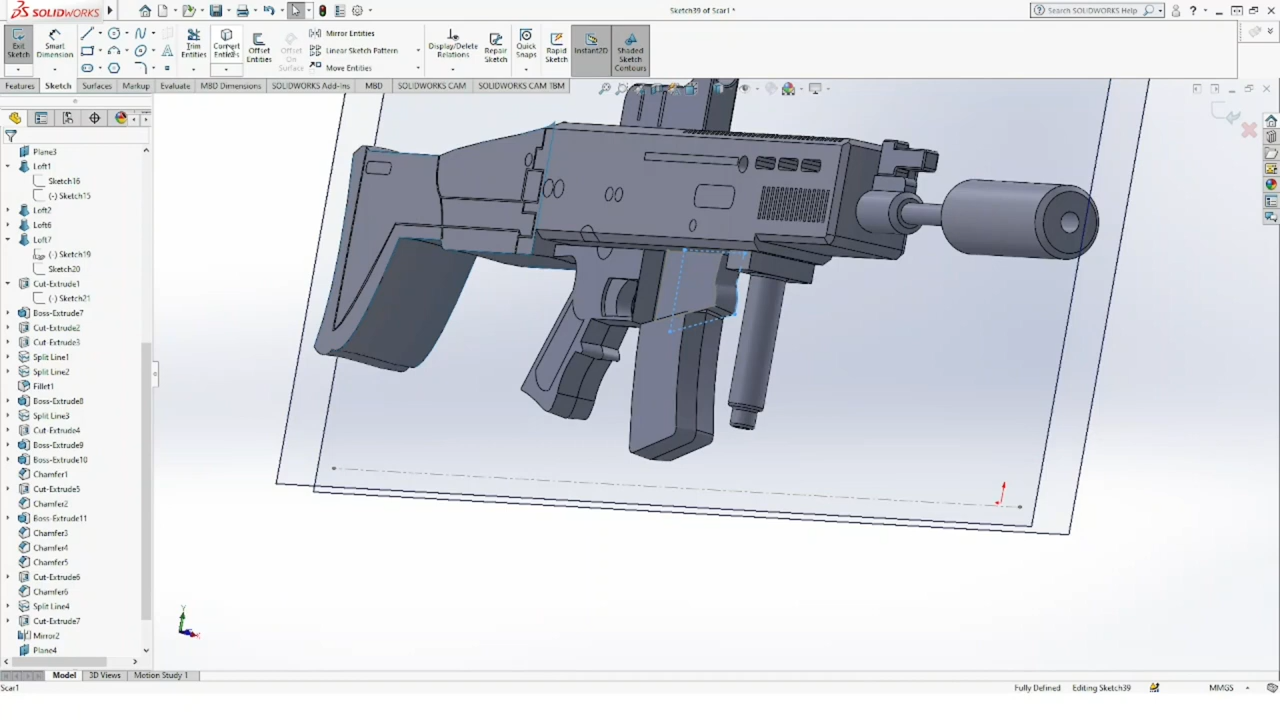 SOLIDWORKS
Sketch39 of Scar1 *
Search SOLIDWORKS Help
Exit Sketch
Smart Dimension
Trim Entities
Convert Entities
Offset Entities
Offset On Surface
Mirror Entities
Linear Sketch Pattern
Move Entities
Display/Delete Relations
Repair Sketch
Quick Snaps
Rapid Sketch
Instant2D
Shaded Sketch Contours
Features
Sketch
Surfaces
Markup
Evaluate
MBD Dimensions
SOLIDWORKS Add-Ins
MBD
SOLIDWORKS CAM
SOLIDWORKS CAM TBM
Plane3
Loft1
Sketch16
(-) Sketch15
Loft2
Loft6
Loft7
(-) Sketch19
Sketch20
Cut-Extrude1
(-) Sketch21
Boss-Extrude7
Cut-Extrude2
Cut-Extrude3
Split Line1
Split Line2
Fillet1
Boss-Extrude8
Split Line3
Cut-Extrude4
Boss-Extrude9
Boss-Extrude10
Chamfer1
Cut-Extrude5
Chamfer2
Boss-Extrude11
Chamfer3
Chamfer4
Chamfer5
Cut-Extrude6
Chamfer6
Split Line4
Cut-Extrude7
Mirror2
Plane4
Y
X
Model
3D Views
Motion Study 1
Scar1
Fully Defined
Editing Sketch39
MMGS